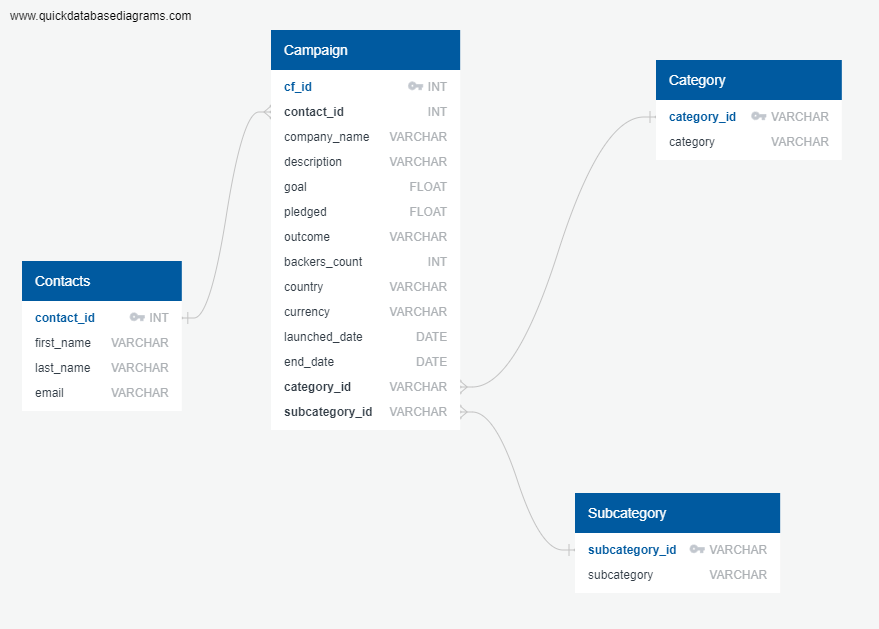 www.quickdatabasediagrams.com
Campaign
cf_id INT
contact_id INT
company_name VARCHAR
description VARCHAR
goal FLOAT
pledged FLOAT
outcome VARCHAR
backers_count INT
country VARCHAR
currency VARCHAR
launched_date DATE
end_date DATE
category_id VARCHAR
subcategory_id VARCHAR
Category
category_id VARCHAR
category VARCHAR
Contacts
contact_id INT
first_name VARCHAR
last_name VARCHAR
email VARCHAR
Subcategory
subcategory_id VARCHAR
subcategory VARCHAR